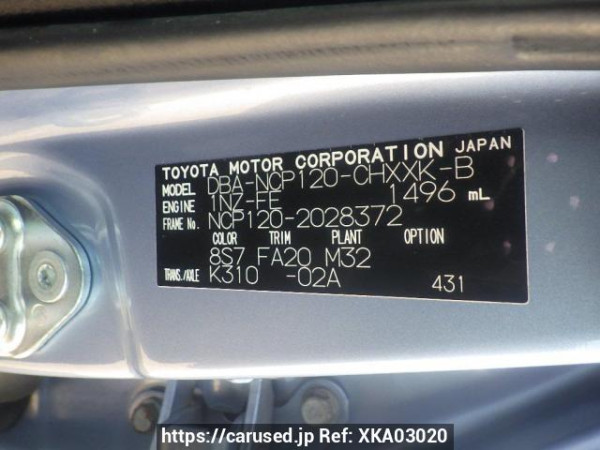 TOYOTA MOTOR CORPORATION JAPAN
MODEL DBA-NCP120-CHXXK-B
ENGINE 1NZ-FE 1496 mL
FRAME No. NCP120-2028372
COLOR TRIM PLANT OPTION
8S7 FA20 M32
TRANS./AXLE K310 -02A 431
https://carused.jp Ref: XKA03020